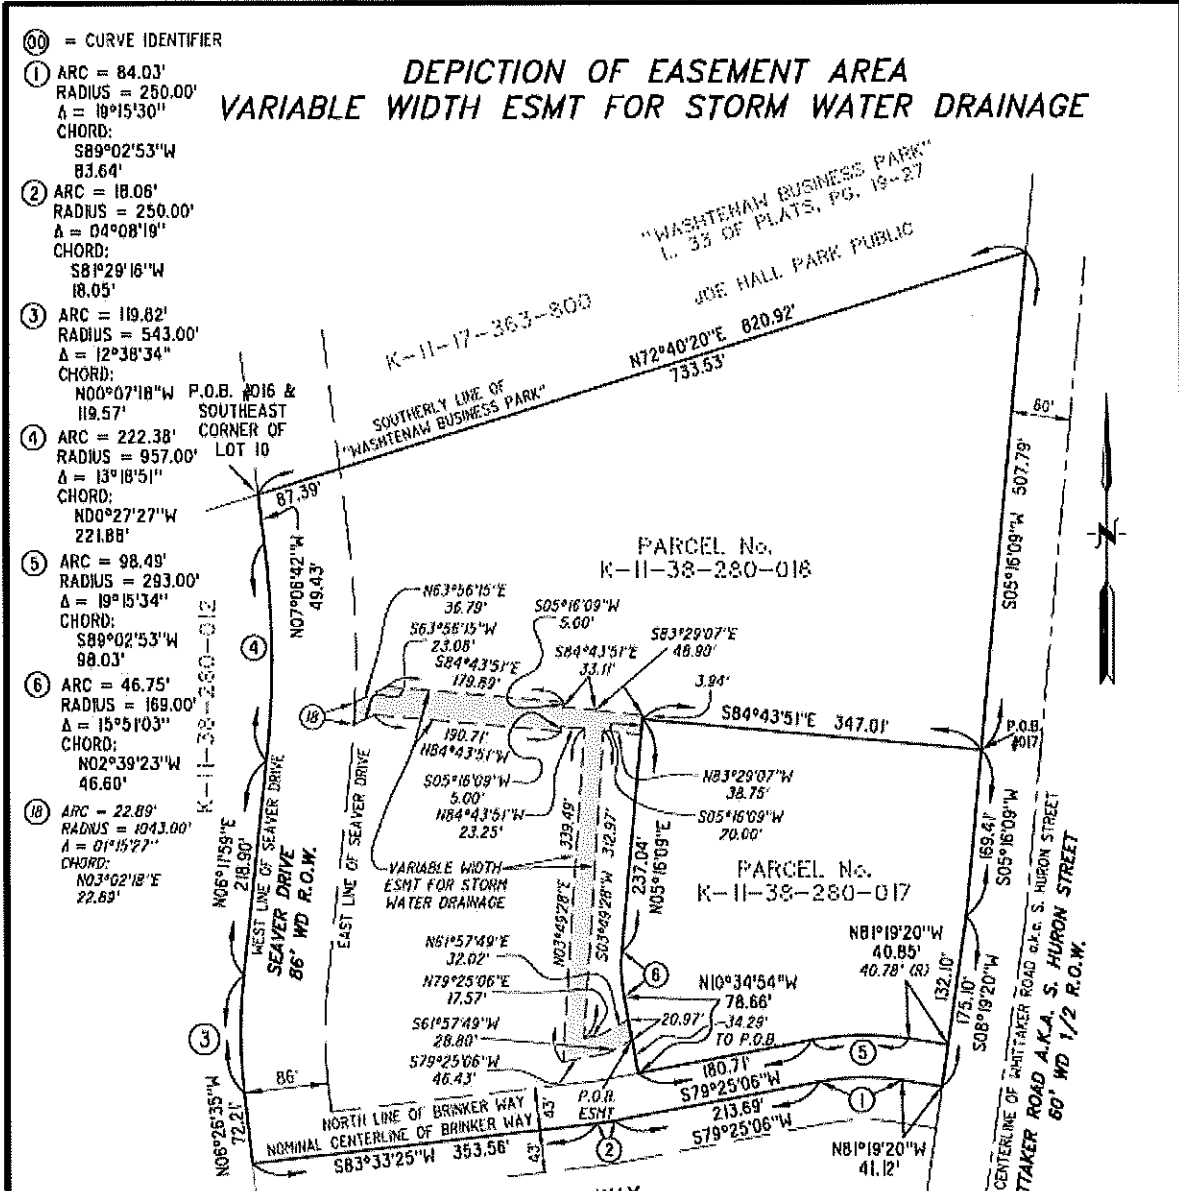 00 = CURVE IDENTIFIER
DEPICTION OF EASEMENT AREA
VARIABLE WIDTH ESMT FOR STORM WATER DRAINAGE
1 ARC = 84.03'
RADIUS = 250.00'
Δ = 19°15'30"
CHORD:
S89°02'53"W
83.64'
2 ARC = 18.06'
RADIUS = 250.00'
Δ = 04°08'19"
CHORD:
S81°29'16"W
18.05'
3 ARC = 119.82'
RADIUS = 543.00'
Δ = 12°38'34"
CHORD:
N00°07'18"W
119.57'
4 ARC = 222.38'
RADIUS = 957.00'
Δ = 13°18'51"
CHORD:
N00°27'27"W
221.88'
5 ARC = 98.49'
RADIUS = 293.00'
Δ = 19°15'34"
CHORD:
S89°02'53"W
98.03'
6 ARC = 46.75'
RADIUS = 169.00'
Δ = 15°51'03"
CHORD:
N02°39'23"W
46.60'
18 ARC = 22.89'
RADIUS = 1043.00'
Δ = 01°15'27"
CHORD:
N03°02'18"E
22.89'
"WASHTENAW BUSINESS PARK"
L. 33 OF PLATS, PG. 19-27
JOE HALL PARK PUBLIC
K-11-17-363-800
N72°40'20"E 820.92'
733.53'
SOUTHERLY LINE OF
"WASHTENAW BUSINESS PARK"
P.O.B. #016 &
SOUTHEAST
CORNER OF
LOT 10
87.39'
N07°06'42"W
49.43'
K-11-38-280-012
4
60'
S05°16'09"W 507.79'
N
PARCEL No.
K-11-38-280-016
N63°56'15"E
36.79'
S63°56'15"W
23.08'
S84°43'51"E
179.89'
S05°16'09"W
5.00'
S84°43'51"E
33.11'
S83°29'07"E
48.90'
3.94'
S84°43'51"E 347.01'
P.O.B.
#017
18
190.71'
N84°43'51"W
S05°16'09"W
5.00'
N84°43'51"W
23.25'
N83°29'07"W
38.75'
S05°16'09"W
20.00'
VARIABLE WIDTH
ESMT FOR STORM
WATER DRAINAGE
339.49'
N03°49'28"E
312.97'
S03°49'28"W
237.04'
N05°16'09"E
PARCEL No.
K-11-38-280-017
169.41'
S05°16'09"W
N06°11'59"E
218.90'
WEST LINE OF SEAVER DRIVE
SEAVER DRIVE
86' WD R.O.W.
EAST LINE OF SEAVER DRIVE
N61°57'49"E
32.02'
N79°25'06"E
17.57'
S61°57'49"W
28.80'
S79°25'06"W
46.43'
6
N10°34'54"W
78.66'
20.97'
34.29'
TO P.O.B.
N81°19'20"W
40.85'
40.78' (R)
132.10'
175.10'
S08°19'20"W
CENTERLINE OF WHITTAKER ROAD a.k.a. S. HURON STREET
TTAKER ROAD A.K.A. S. HURON STREET
60' WD 1/2 R.O.W.
3
86'
N06°26'35"W
72.21'
NORTH LINE OF BRINKER WAY
NOMINAL CENTERLINE OF BRINKER WAY
S83°33'25"W 353.56'
43'
43'
P.O.B.
ESMT
2
180.71'
S79°25'06"W
213.69'
S79°25'06"W
5
1
N81°19'20"W
41.12'